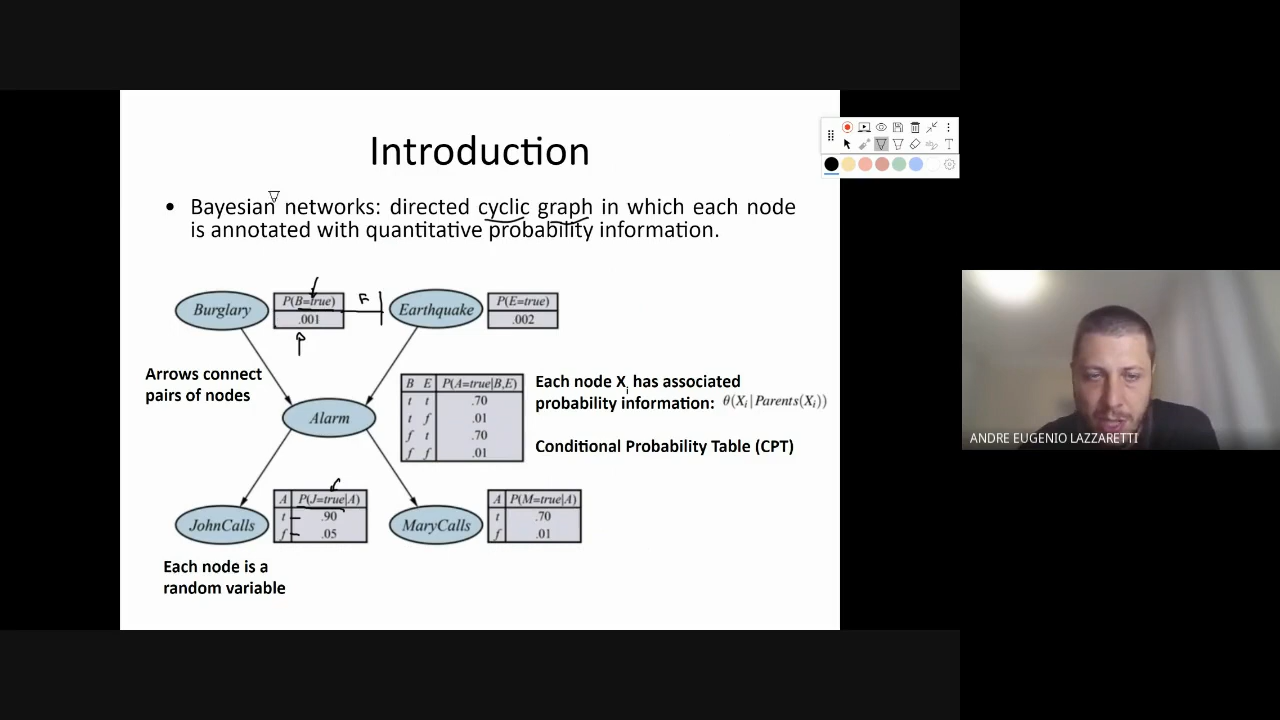 Introduction
• Bayesian networks: directed cyclic graph in which each node
is annotated with quantitative probability information.
Burglary
P(B=true)
.001
F
Earthquake
P(E=true)
.002
Arrows connect
pairs of nodes
Alarm
B E P(A=true|B,E)
t t .70
t f .01
f t .70
f f .01
Each node Xi has associated
probability information: θ(Xi|Parents(Xi))
Conditional Probability Table (CPT)
JohnCalls
A P(J=true|A)
t .90
f .05
MaryCalls
A P(M=true|A)
t .70
f .01
Each node is a
random variable
ANDRE EUGENIO LAZZARETTI